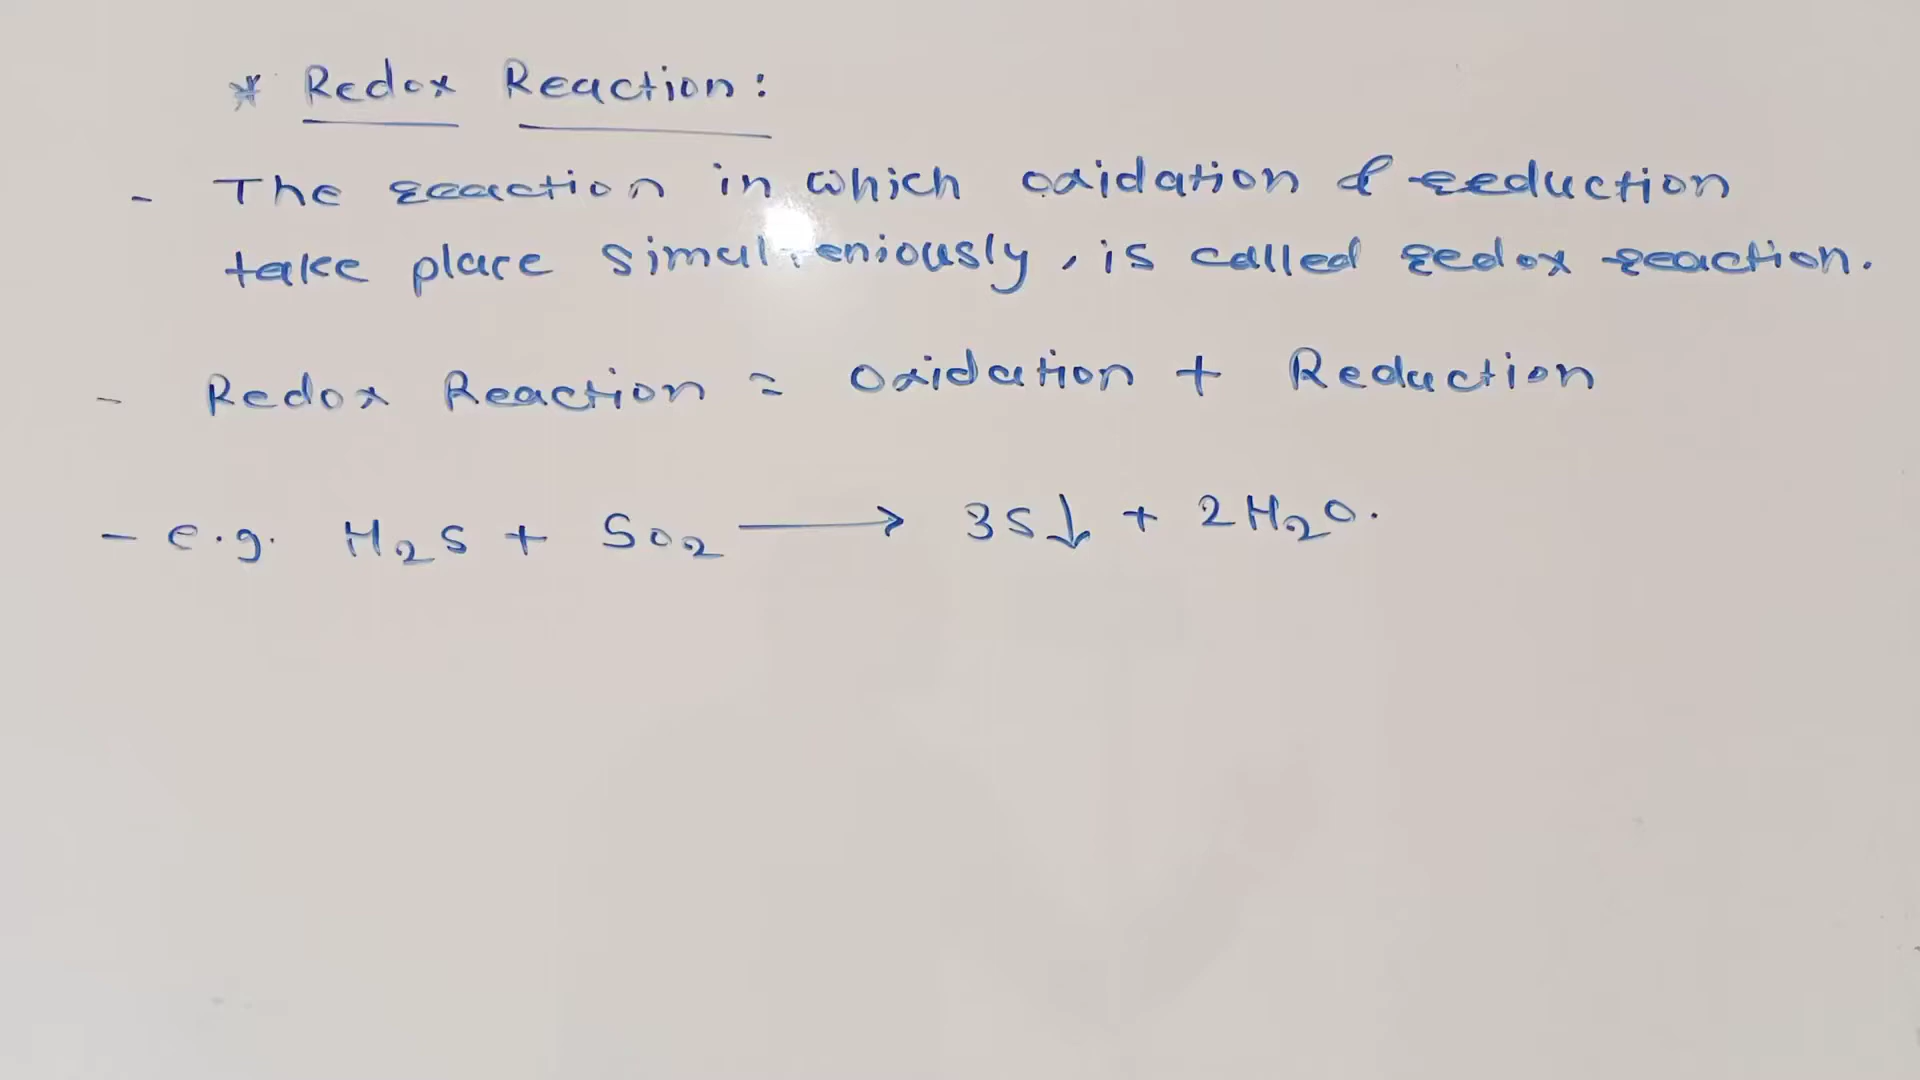 * Redox Reaction:
- The reaction in which oxidation & reduction
take place simulteniously, is called redox reaction.
- Redox Reaction = Oxidation + Reduction
- e.g. H₂S + SO₂ ⟶ 3S↓ + 2H₂O.